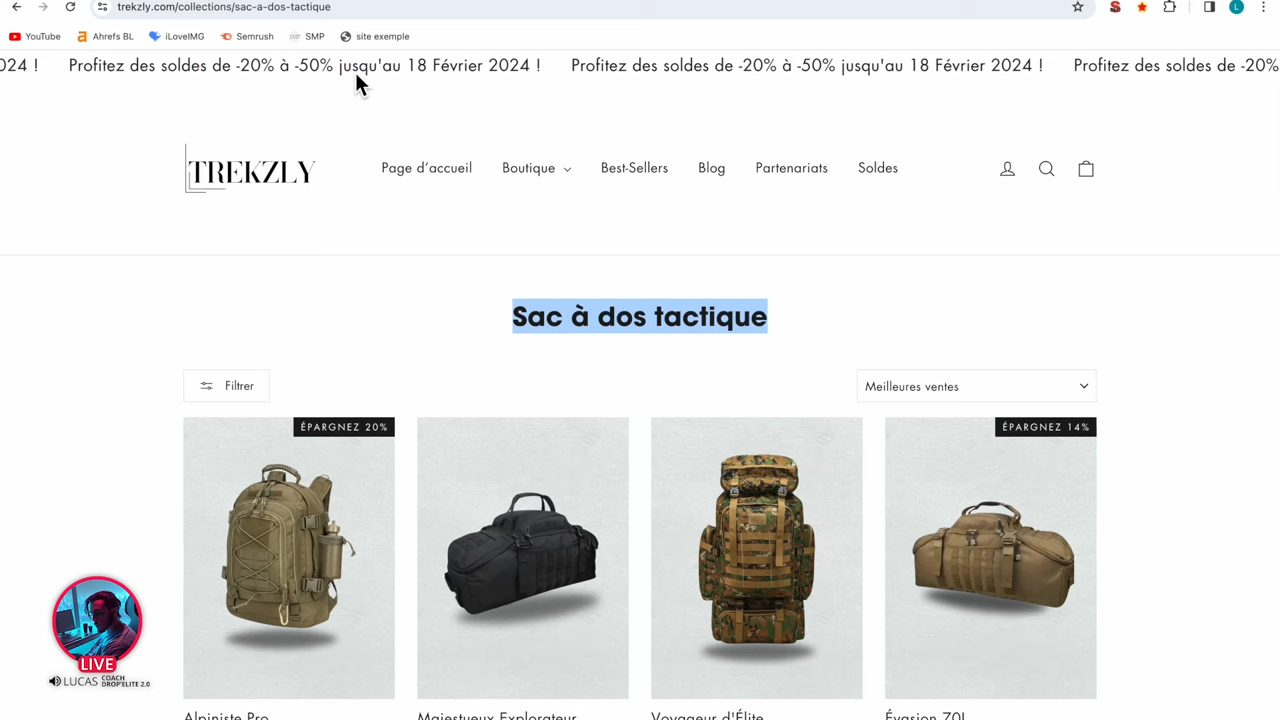 trekzly.com/collections/sac-a-dos-tactique
YouTube Ahrefs BL iLoveIMG Semrush SMP site exemple
024 ! Profitez des soldes de -20% à -50% jusqu'au 18 Février 2024 ! Profitez des soldes de -20% à -50% jusqu'au 18 Février 2024 ! Profitez des soldes de -20%
TREKZLY Page d’accueil Boutique Best-Sellers Blog Partenariats Soldes
Sac à dos tactique
Filtrer Meilleures ventes
ÉPARGNEZ 20% ÉPARGNEZ 14%
LIVE
LUCAS COACH DROP'ELITE 2.0
Alpiniste Pro Majestueux Explorateur Voyageur d'Élite Évasion 70L